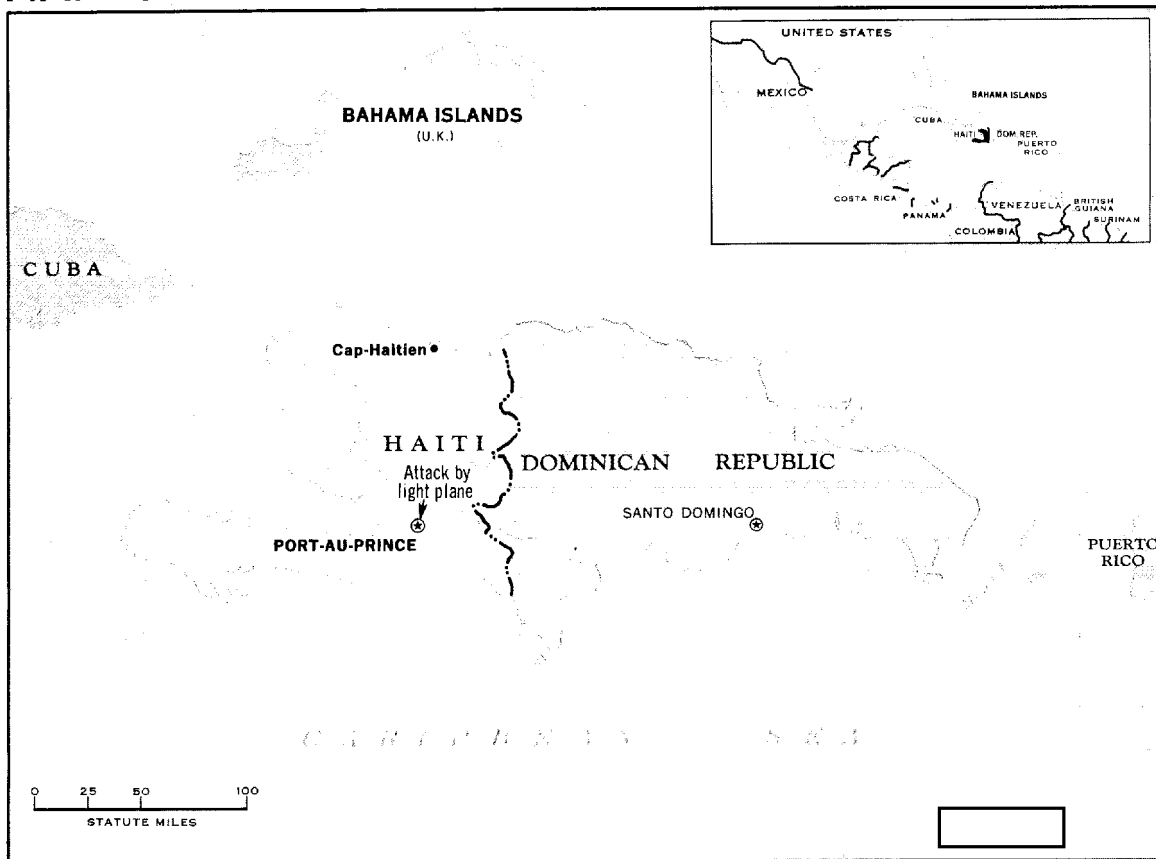 UNITED STATES
MEXICO
BAHAMA ISLANDS
CUBA
HAITI
DOM. REP.
PUERTO
RICO
COSTA RICA
PANAMA
VENEZUELA
BRITISH
GUIANA
SURINAM
COLOMBIA
BAHAMA ISLANDS
(U.K.)
CUBA
Cap-Haitien
HAITI
DOMINICAN REPUBLIC
Attack by
light plane
SANTO DOMINGO
PORT-AU-PRINCE
PUERTO
RICO
CARIBBEAN SEA
0 25 50 100
STATUTE MILES